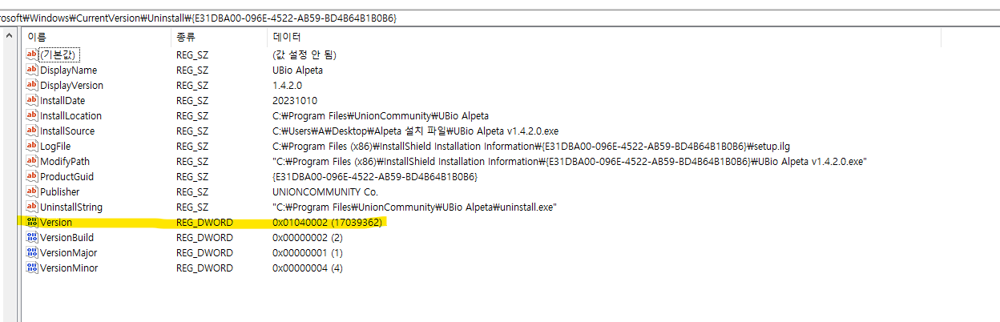 rosoft₩Windows₩CurrentVersion₩Uninstall₩{E31DBA00-096E-4522-AB59-BD4B64B1B0B6}
이름 종류 데이터
(기본값) REG_SZ (값 설정 안 됨)
DisplayName REG_SZ UBio Alpeta
DisplayVersion REG_SZ 1.4.2.0
InstallDate REG_SZ 20231010
InstallLocation REG_SZ C:₩Program Files₩UnionCommunity₩UBio Alpeta
InstallSource REG_SZ C:₩Users₩A₩Desktop₩Alpeta 설치 파일₩UBio Alpeta v1.4.2.0.exe
LogFile REG_SZ C:₩Program Files (x86)₩InstallShield Installation Information₩{E31DBA00-096E-4522-AB59-BD4B64B1B0B6}₩setup.ilg
ModifyPath REG_SZ "C:₩Program Files (x86)₩InstallShield Installation Information₩{E31DBA00-096E-4522-AB59-BD4B64B1B0B6}₩UBio Alpeta v1.4.2.0.exe"
ProductGuid REG_SZ {E31DBA00-096E-4522-AB59-BD4B64B1B0B6}
Publisher REG_SZ UNIONCOMMUNITY Co.
UninstallString REG_SZ "C:₩Program Files₩UnionCommunity₩UBio Alpeta₩uninstall.exe"
Version REG_DWORD 0x01040002 (17039362)
VersionBuild REG_DWORD 0x00000002 (2)
VersionMajor REG_DWORD 0x00000001 (1)
VersionMinor REG_DWORD 0x00000004 (4)